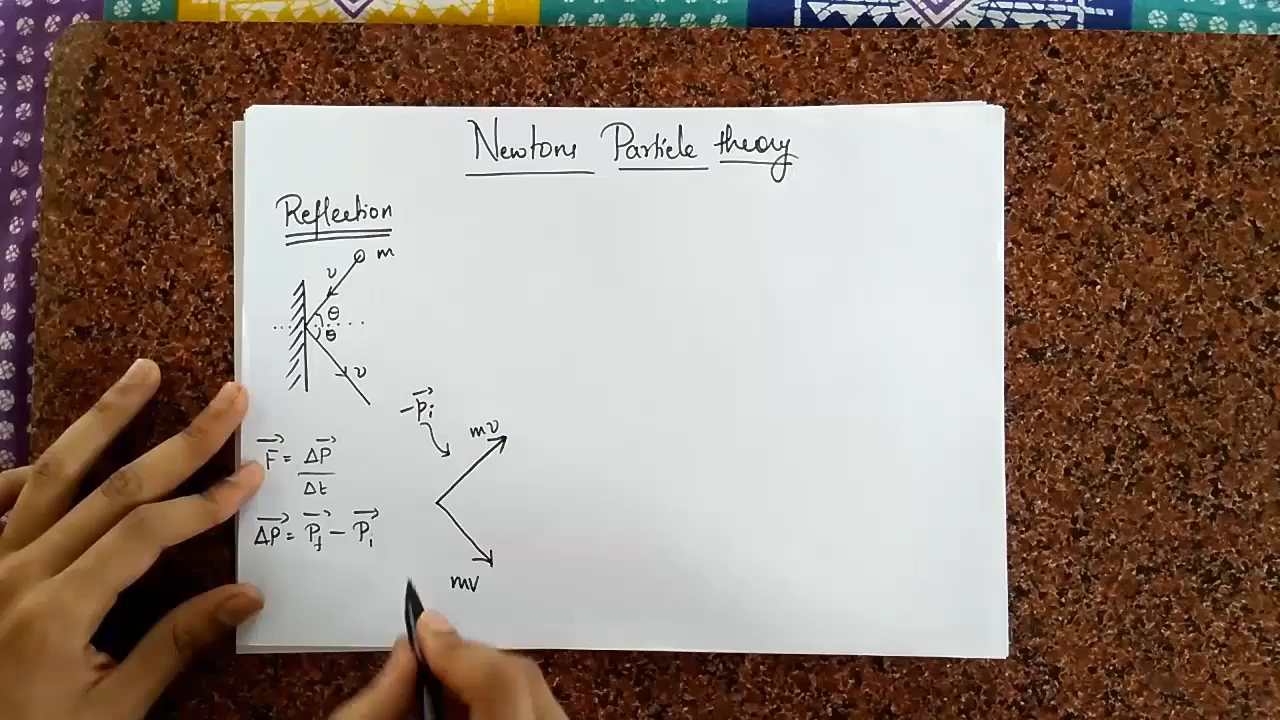 Newtons Particle theory
Reflection
m
v
θ
θ
v
-P⃗i
mv
F⃗ = ΔP⃗
Δt
ΔP⃗ = P⃗f - P⃗i
mv